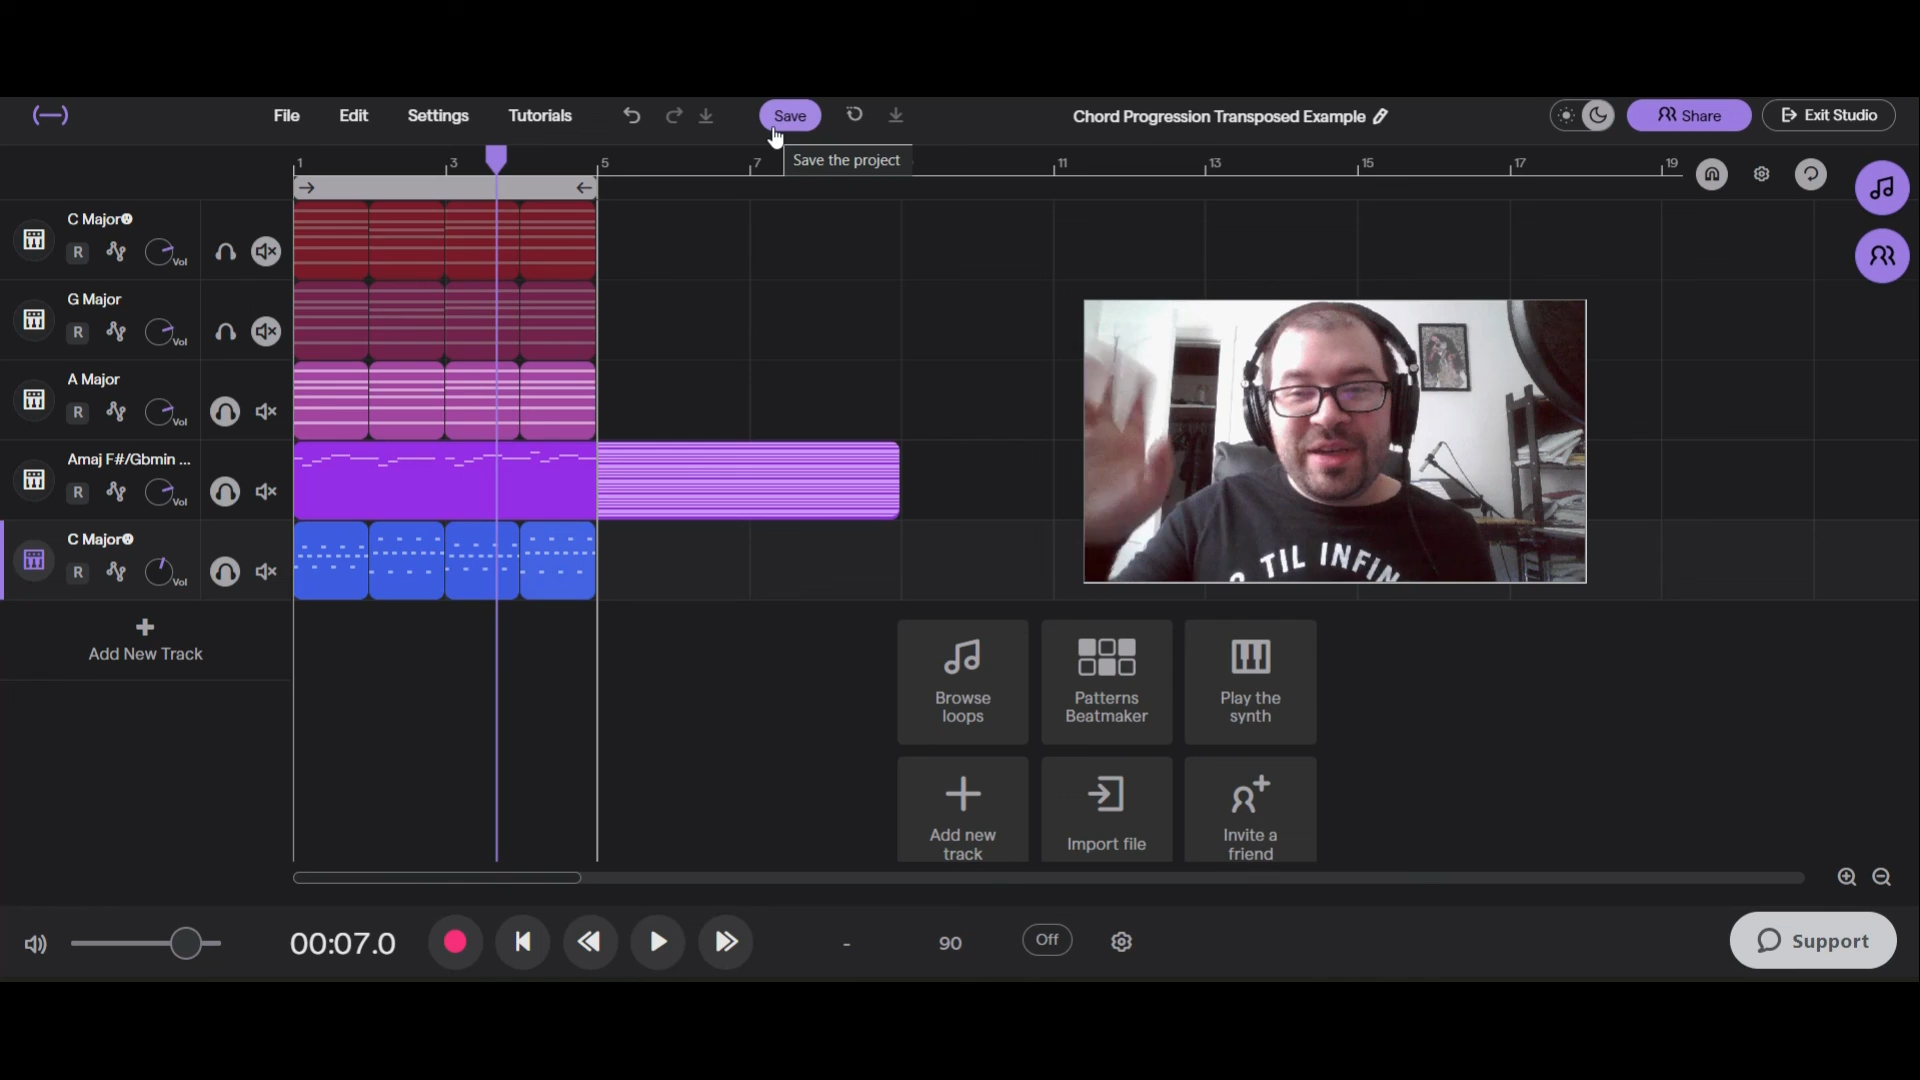 File Edit Settings Tutorials Save Chord Progression Transposed Example Share Exit Studio
Save the project
1 3 5 7 11 13 15 17 19
C Major
R Vol
G Major
R Vol
A Major
R Vol
Amaj F#/Gbmin ...
R Vol
C Major
R Vol
Add New Track
TIL INFIN
Browse loops
Patterns Beatmaker
Play the synth
Add new track
Import file
Invite a friend
00:07.0 - 90 Off Support